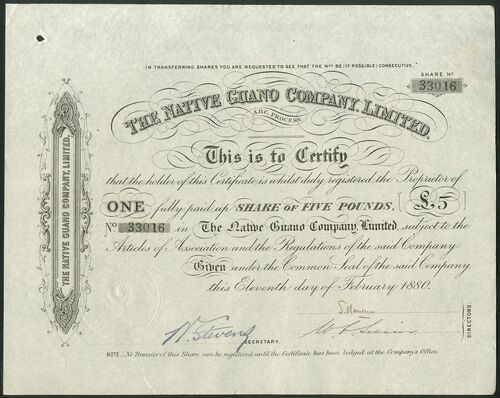 IN TRANSFERRING SHARES YOU ARE REQUESTED TO SEE THAT THE Nos BE (IF POSSIBLE) CONSECUTIVE.
SHARE No
33016
THE NATIVE GUANO COMPANY, LIMITED.
A.B.C. PROCESS.
This is to Certify
that the holder of this Certificate is whilst duly registered the Proprietor of
ONE fully paid up SHARE OF FIVE POUNDS, £5
No 33016 in The Native Guano Company, Limited, subject to the
Articles of Association and the Regulations of the said Company.
Given under the Common Seal of the said Company
this Eleventh day of February 1880.
W. Stevens
SECRETARY.
DIRECTORS.
NOTE.__No Transfer of this Share can be registered until the Certificate has been lodged at the Company's Office.
THE NATIVE GUANO COMPANY, LIMITED.